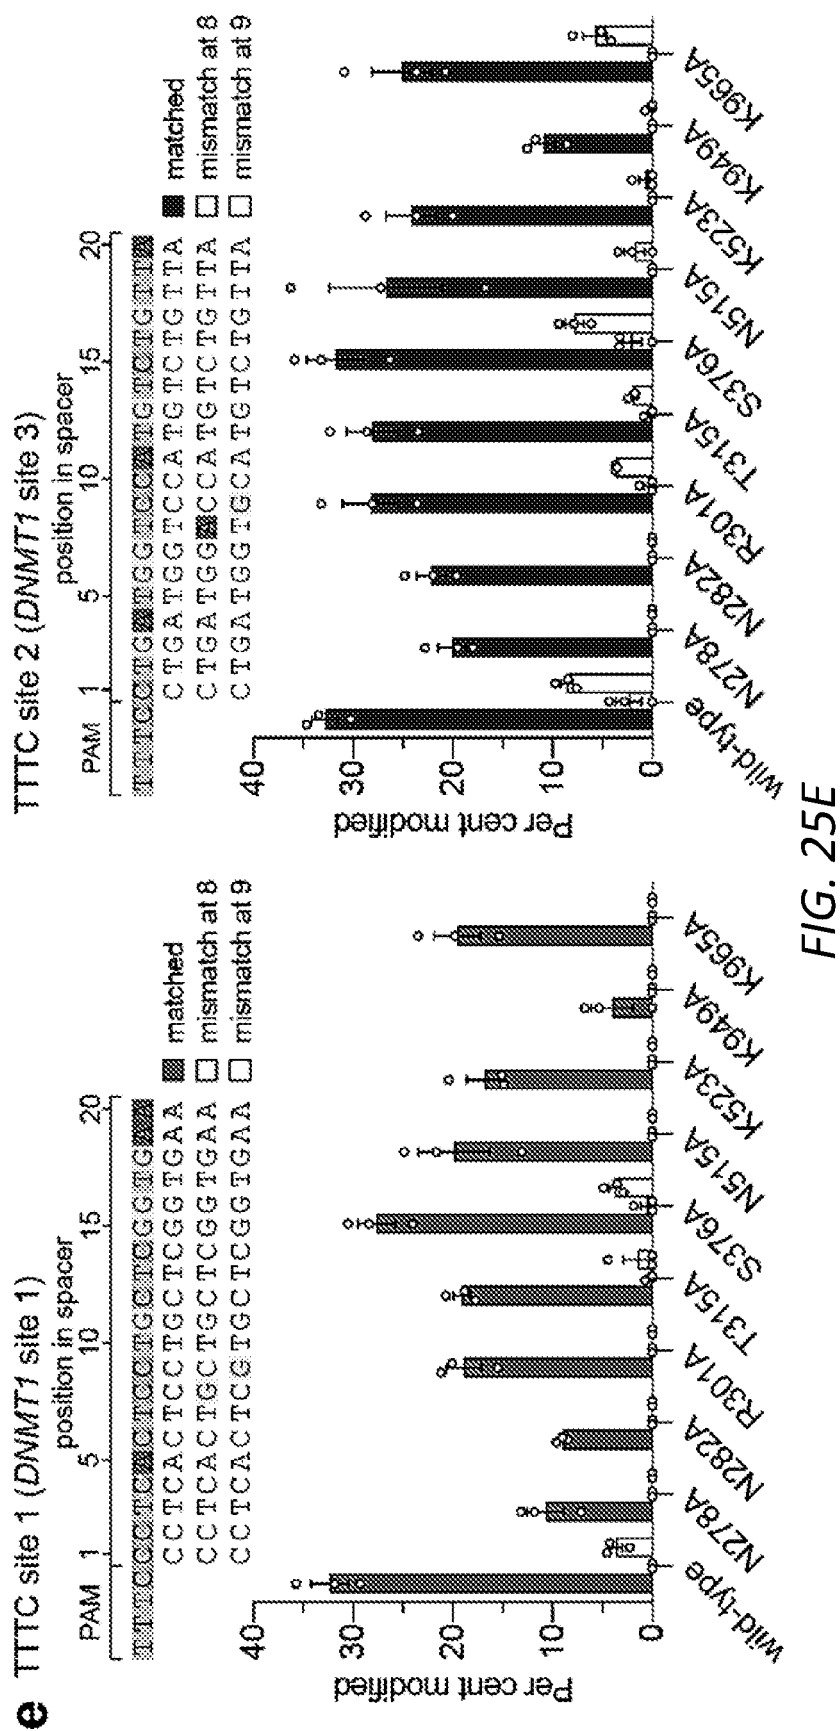 e TTTC site 1 (DNMT1 site 1)
position in spacer
PAM 1 5 10 15 20
TTTCCCTCACTCCTGCTCGGTGAA
CCTCACTCCTGCTCGGTGAA matched
CCTCACTGCTGCTCGGTGAA mismatch at 8
CCTCACTCGTGCTCGGTGAA mismatch at 9
Per cent modified
40
30
20
10
0
wild-type N278A N282A R301A T315A S376A N515A K523A K949A K965A
TTTC site 2 (DNMT1 site 3)
position in spacer
PAM 1 5 10 15 20
TTTCCTGATGGTCCATGTCTGTTA
CTGATGGTCCATGTCTGTTA matched
CTGATGGACCATGTCTGTTA mismatch at 8
CTGATGGTGCATGTCTGTTA mismatch at 9
Per cent modified
40
30
20
10
0
wild-type N278A N282A R301A T315A S376A N515A K523A K949A K965A
FIG. 25E